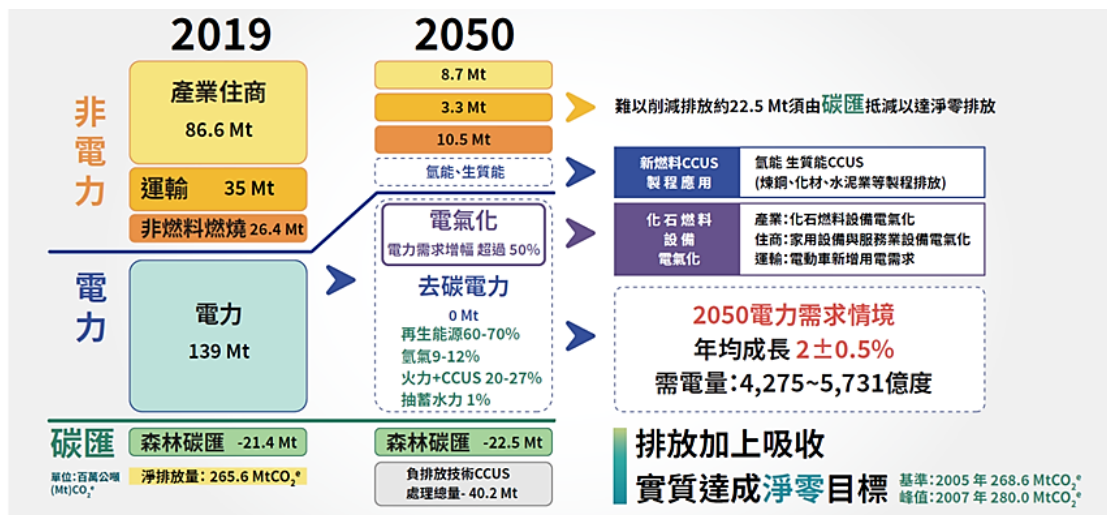 2019
2050
非電力
產業住商
86.6 Mt
運輸 35 Mt
非燃料燃燒 26.4 Mt
8.7 Mt
3.3 Mt
10.5 Mt
氫能、生質能
難以削減排放約22.5 Mt須由碳匯抵減以達淨零排放
新燃料CCUS
製程應用
氫能 生質能CCUS
(煉鋼、化材、水泥業等製程排放)
電氣化
電力需求增幅 超過 50%
化石燃料
設備
電氣化
產業:化石燃料設備電氣化
住商:家用設備與服務業設備電氣化
運輸:電動車新增用電需求
電力
電力
139 Mt
去碳電力
0 Mt
再生能源60-70%
氫氣9-12%
火力+CCUS 20-27%
抽蓄水力 1%
2050電力需求情境
年均成長 2±0.5%
需電量:4,275~5,731億度
碳匯
單位:百萬公噸
(Mt)CO₂ᵉ
森林碳匯 -21.4 Mt
淨排放量: 265.6 MtCO₂ᵉ
森林碳匯 -22.5 Mt
負排放技術CCUS
處理總量- 40.2 Mt
排放加上吸收
實質達成淨零目標
基準:2005 年 268.6 MtCO₂ᵉ
峰值:2007 年 280.0 MtCO₂ᵉ